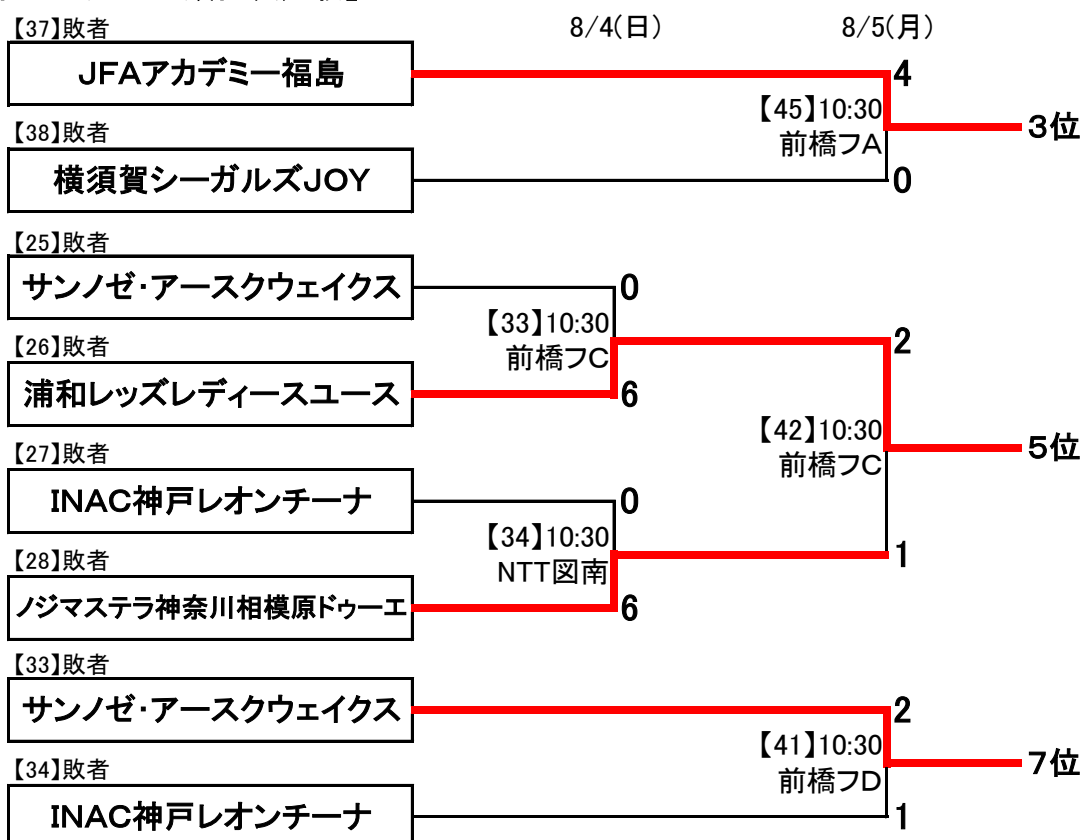 【37】敗者
8/4(日)
8/5(月)
JFAアカデミー福島
4
【45】10:30
前橋フA
3位
【38】敗者
横須賀シーガルズJOY
0
【25】敗者
サンノゼ・アースクウェイクス
0
【33】10:30
前橋フC
2
【26】敗者
浦和レッズレディースユース
6
【42】10:30
前橋フC
5位
【27】敗者
INAC神戸レオンチーナ
0
【34】10:30
NTT図南
1
【28】敗者
ノジマステラ神奈川相模原ドゥーエ
6
【33】敗者
サンノゼ・アースクウェイクス
2
【41】10:30
前橋フD
7位
【34】敗者
INAC神戸レオンチーナ
1